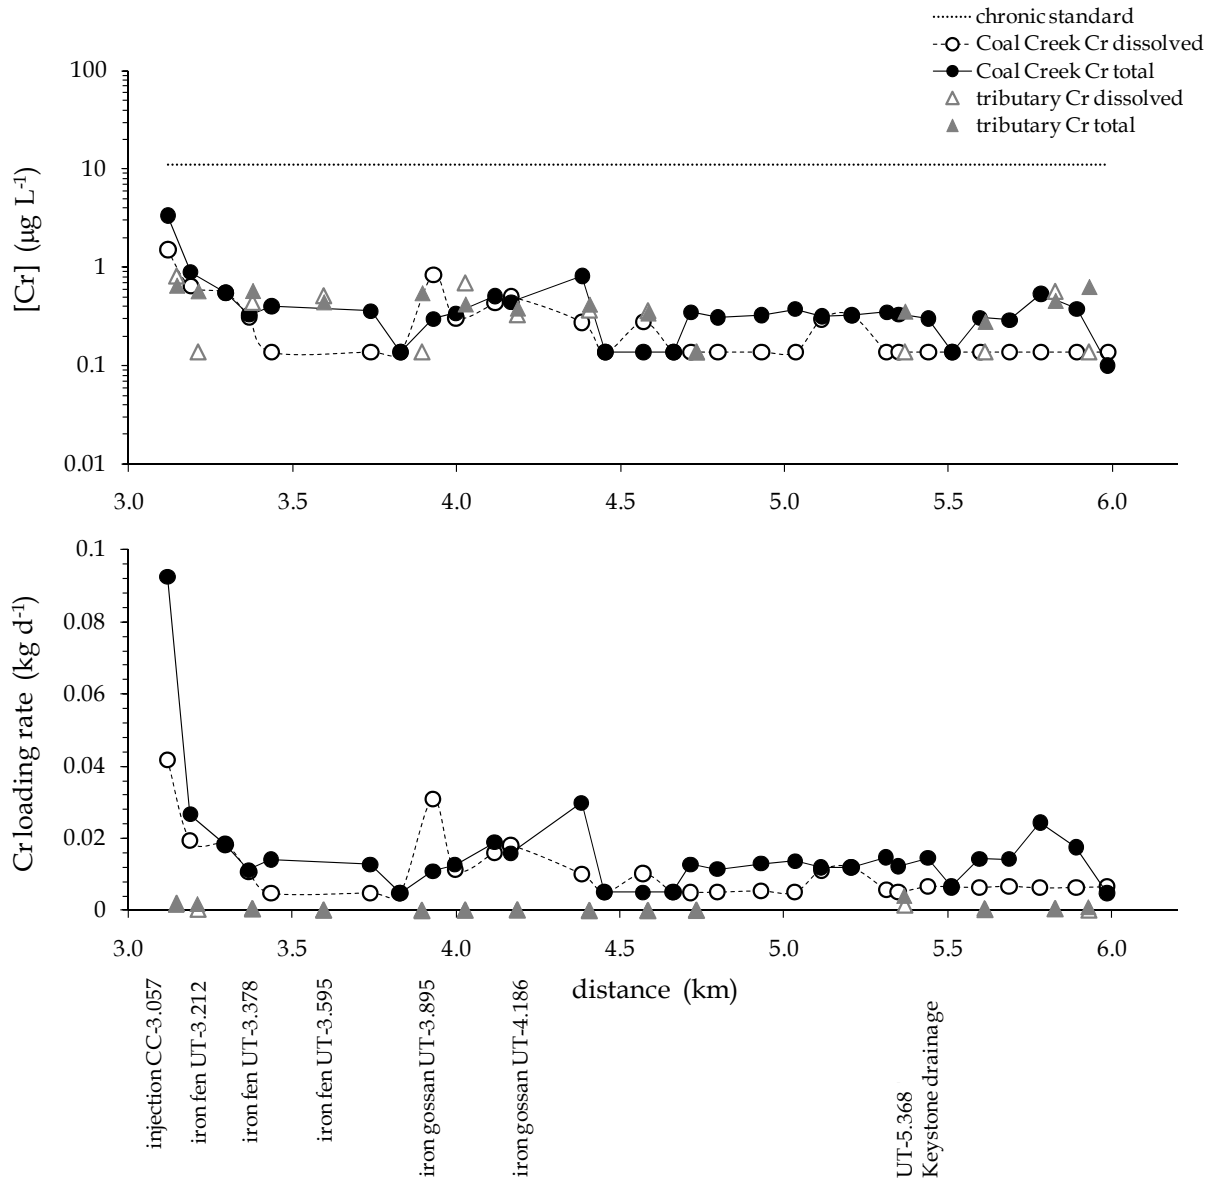 chronic standard
Coal Creek Cr dissolved
Coal Creek Cr total
tributary Cr dissolved
tributary Cr total
[Cr] (μg L⁻¹)
100
10
1
0.1
0.01
3.0 3.5 4.0 4.5 5.0 5.5 6.0
Cr loading rate (kg d⁻¹)
0.1
0.08
0.06
0.04
0.02
0
3.0 3.5 4.0 4.5 5.0 5.5 6.0
distance (km)
injection CC-3.057
iron fen UT-3.212
iron fen UT-3.378
iron fen UT-3.595
iron gossan UT-3.895
iron gossan UT-4.186
UT-5.368
Keystone drainage